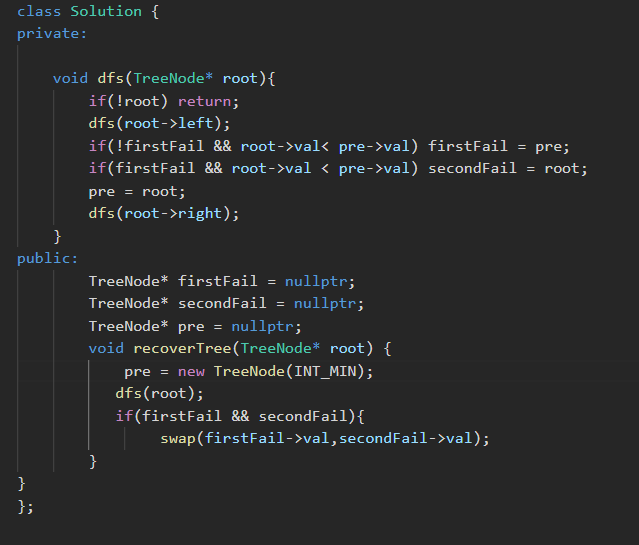 class Solution {
private:
void dfs(TreeNode* root){
if(!root) return;
dfs(root->left);
if(!firstFail && root->val< pre->val) firstFail = pre;
if(firstFail && root->val < pre->val) secondFail = root;
pre = root;
dfs(root->right);
}
public:
TreeNode* firstFail = nullptr;
TreeNode* secondFail = nullptr;
TreeNode* pre = nullptr;
void recoverTree(TreeNode* root) {
pre = new TreeNode(INT_MIN);
dfs(root);
if(firstFail && secondFail){
swap(firstFail->val,secondFail->val);
}
}
};